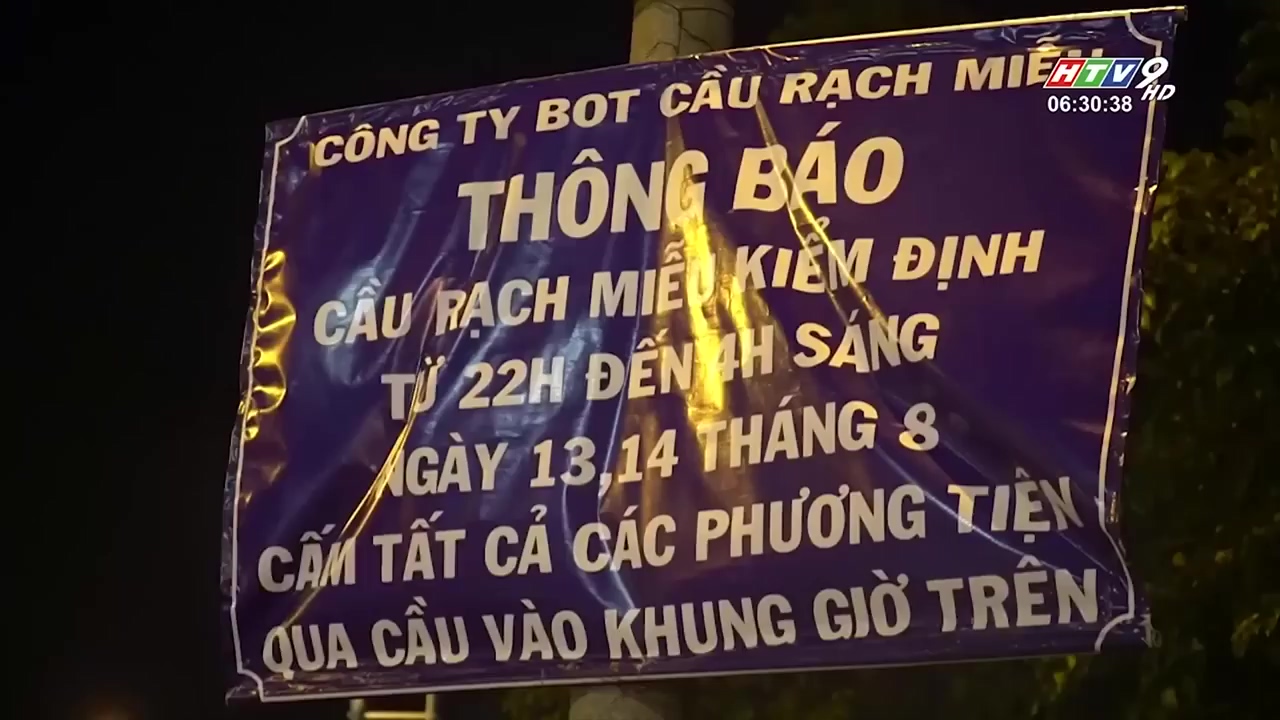 HTV9 HD
06:30:38
CÔNG TY BOT CẦU RẠCH MIỄU
THÔNG BÁO
CẦU RẠCH MIỄU KIỂM ĐỊNH
TỪ 22H ĐẾN 4H SÁNG
NGÀY 13,14 THÁNG 8
CẤM TẤT CẢ CÁC PHƯƠNG TIỆN
QUA CẦU VÀO KHUNG GIỜ TRÊN